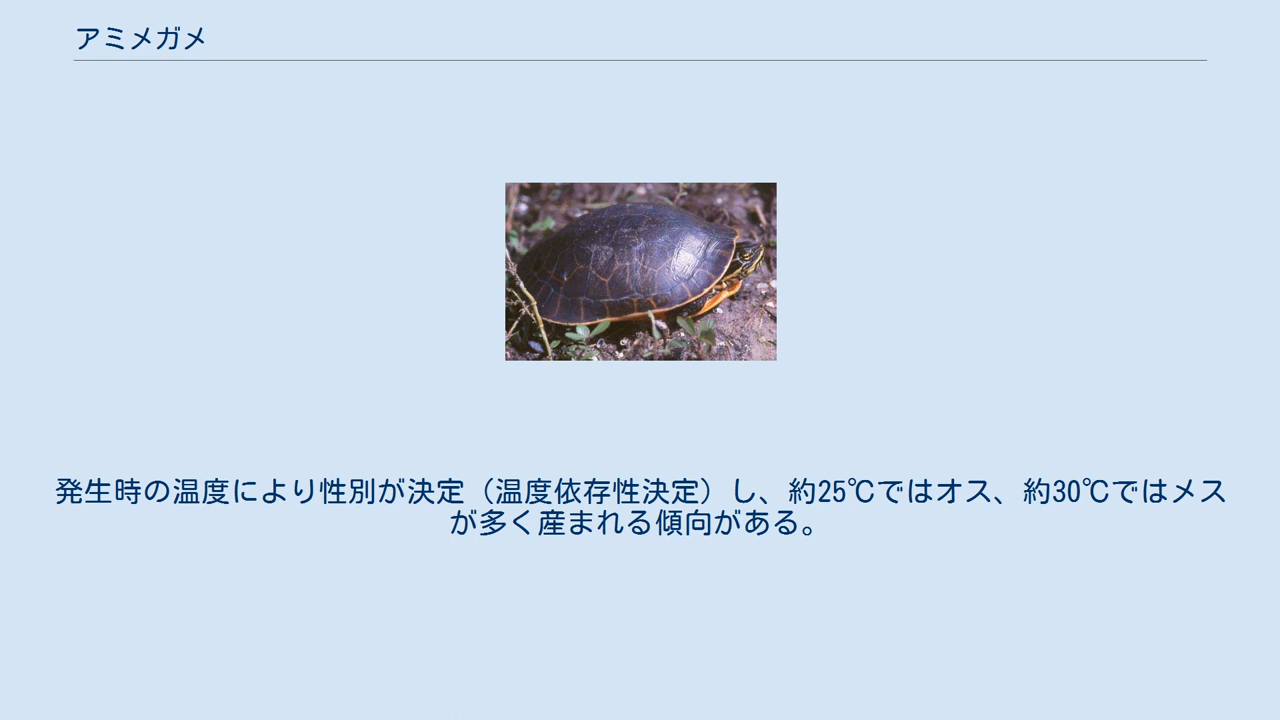 アミメガメ
発生時の温度により性別が決定（温度依存性決定）し、約25℃ではオス、約30℃ではメス
が多く産まれる傾向がある。